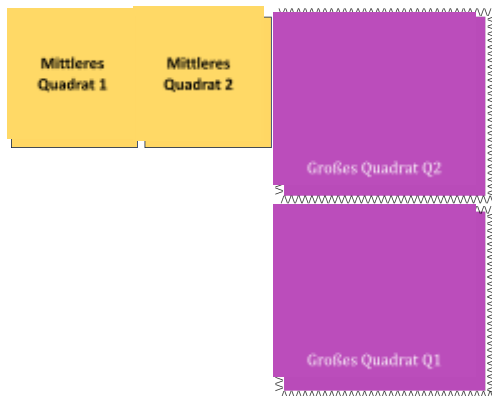 Mittleres
Quadrat 1
Mittleres
Quadrat 2
Großes Quadrat Q2
Großes Quadrat Q1